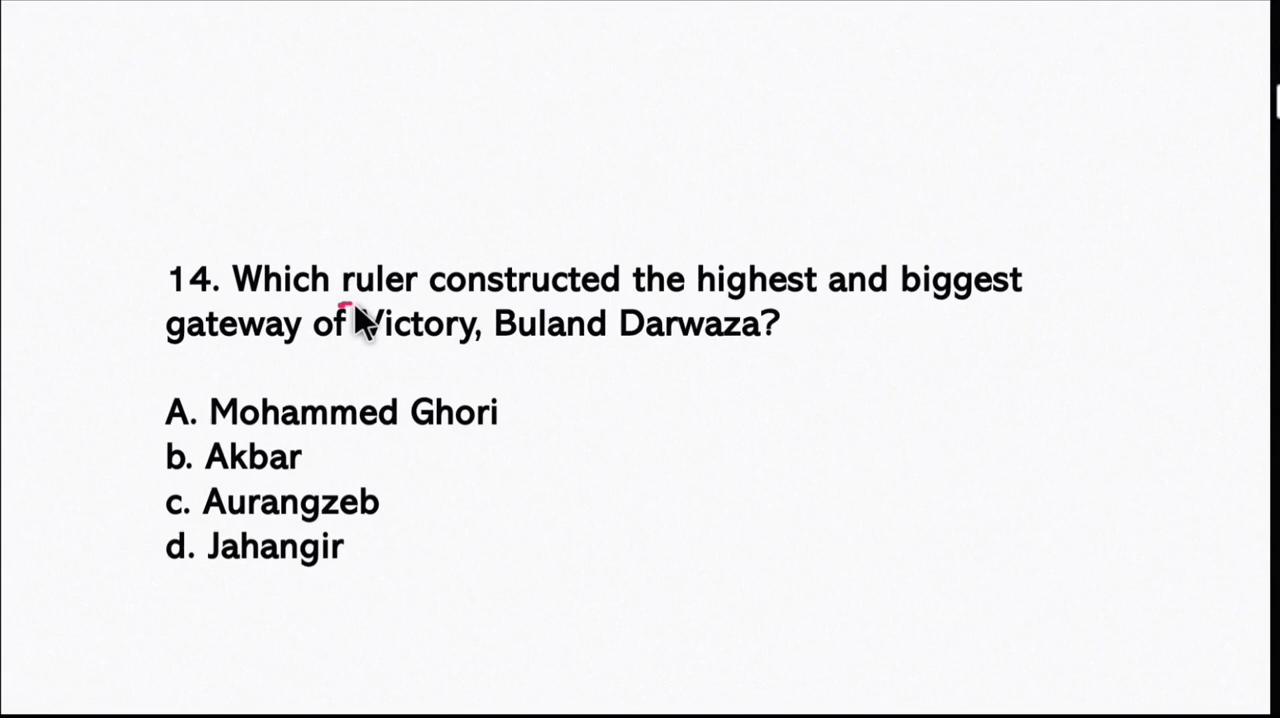 14. Which ruler constructed the highest and biggest
gateway of Victory, Buland Darwaza?
A. Mohammed Ghori
b. Akbar
c. Aurangzeb
d. Jahangir